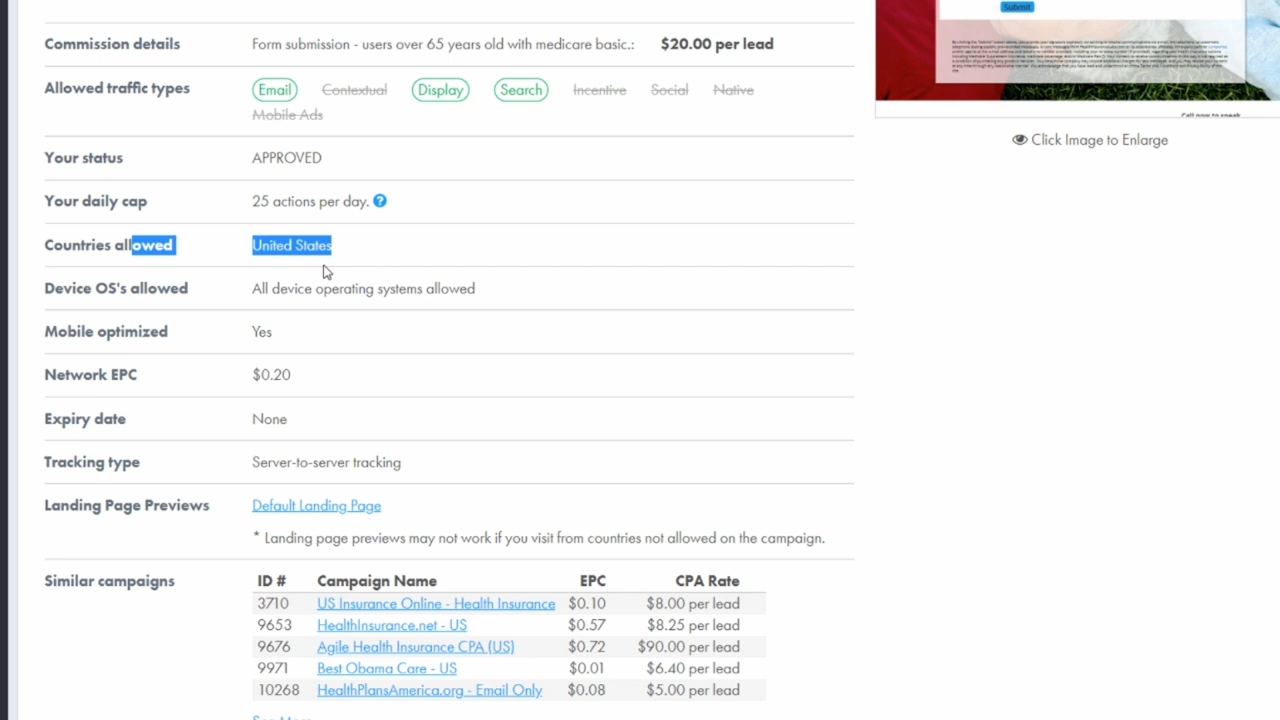 Submit
Commission details Form submission - users over 65 years old with medicare basic.: $20.00 per lead
Allowed traffic types Email Contextual Display Search Incentive Social Native
Mobile Ads
Click Image to Enlarge
Your status APPROVED
Your daily cap 25 actions per day. ?
Countries allowed United States
Device OS's allowed All device operating systems allowed
Mobile optimized Yes
Network EPC $0.20
Expiry date None
Tracking type Server-to-server tracking
Landing Page Previews Default Landing Page
* Landing page previews may not work if you visit from countries not allowed on the campaign.
Similar campaigns ID # Campaign Name EPC CPA Rate
3710 US Insurance Online - Health Insurance $0.10 $8.00 per lead
9653 HealthInsurance.net - US $0.57 $8.25 per lead
9676 Agile Health Insurance CPA (US) $0.72 $90.00 per lead
9971 Best Obama Care - US $0.01 $6.40 per lead
10268 HealthPlansAmerica.org - Email Only $0.08 $5.00 per lead